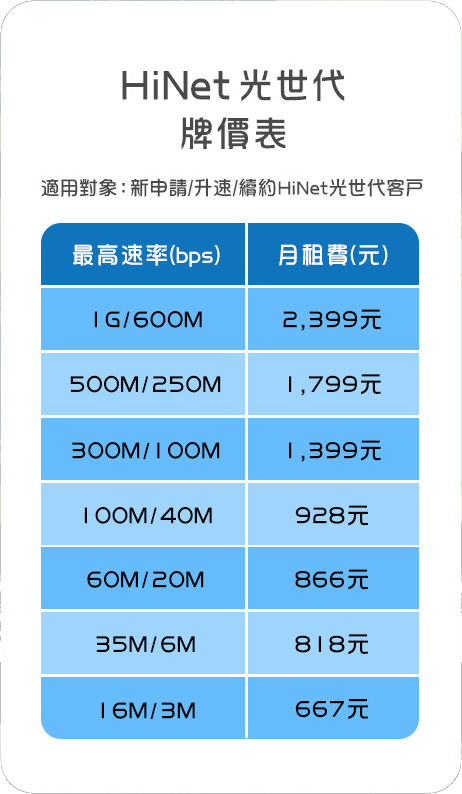 HiNet 光世代
牌價表
適用對象:新申請/升速/續約HiNet光世代客戶
最高速率(bps) 月租費(元)
1G/600M 2,399元
500M/250M 1,799元
300M/100M 1,399元
100M/40M 928元
60M/20M 866元
35M/6M 818元
16M/3M 667元